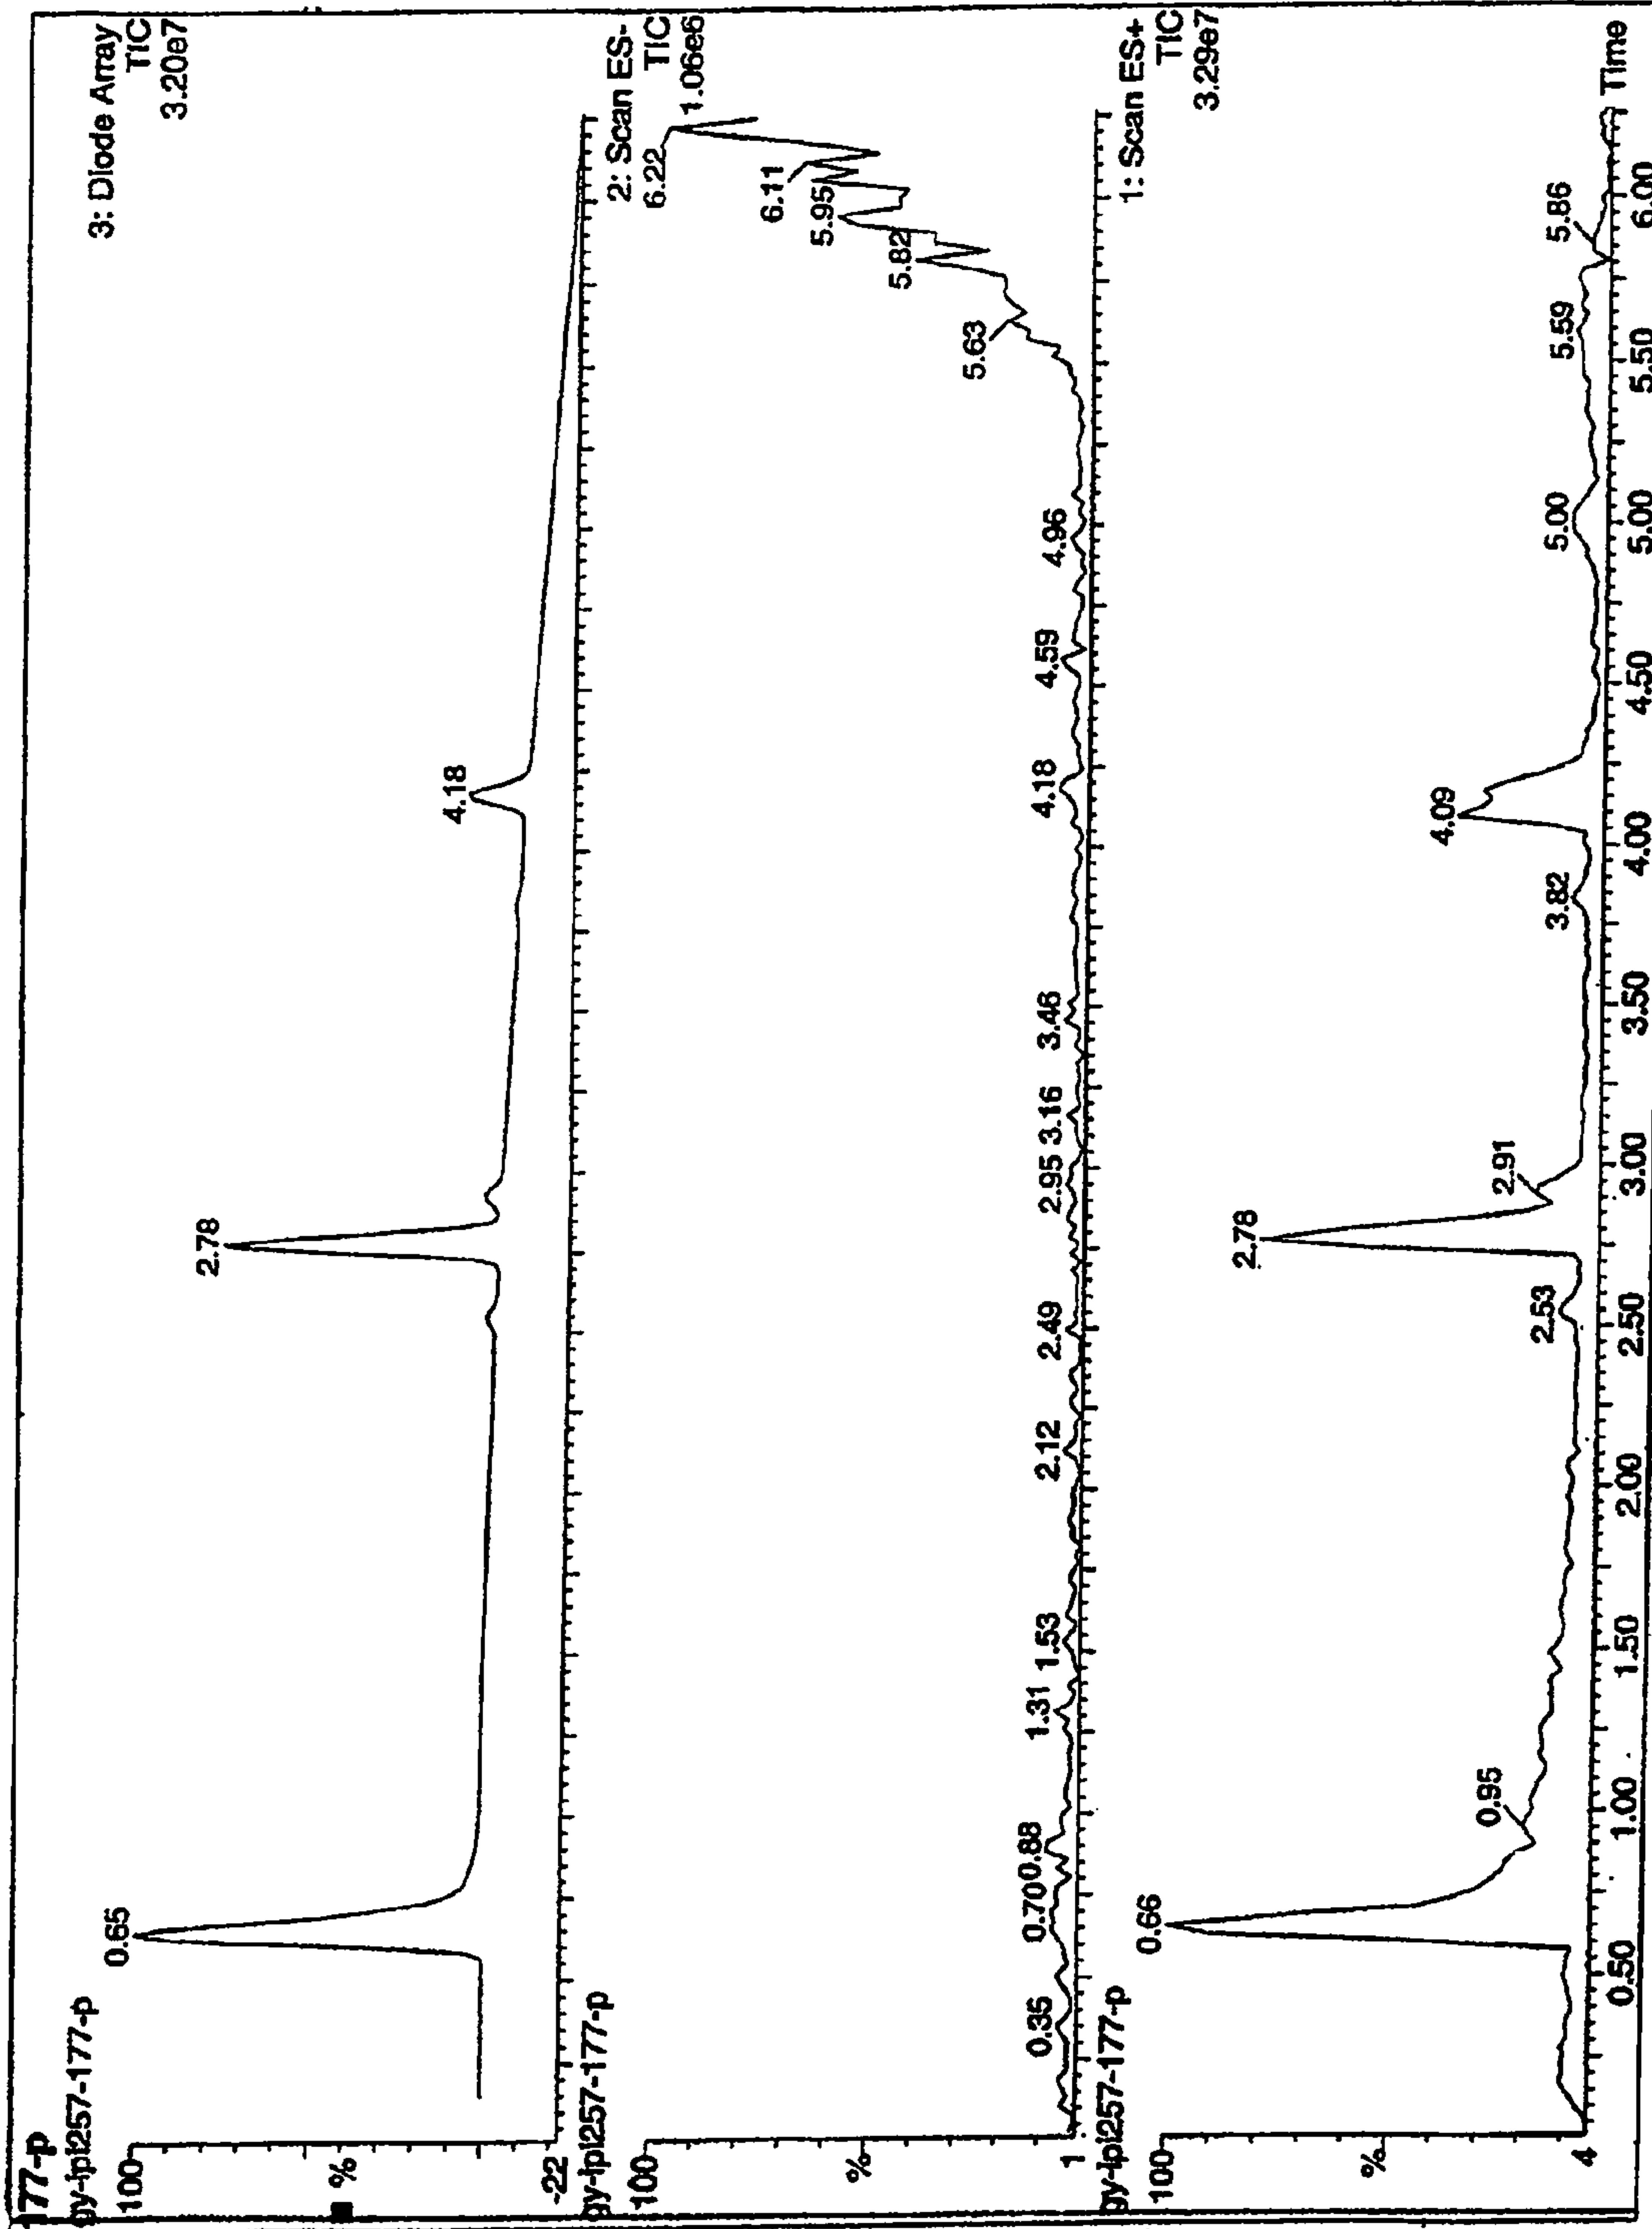 177-p
gy-lpl257-177-p
3: Diode Array
TIC
3.20e7
100
%
-22
0.65
2.78
4.18
gy-lpl257-177-p
2: Scan ES-
TIC
1.06e6
100
%
1
0.35
0.70
0.88
1.31
1.53
2.12
2.49
2.95
3.16
3.46
4.18
4.59
4.96
5.63
5.82
5.95
6.11
6.22
gy-lpl257-177-p
1: Scan ES+
TIC
3.29e7
100
%
4
0.66
0.95
2.53
2.78
2.91
3.82
4.09
5.00
5.59
5.86
0.50 1.00 1.50 2.00 2.50 3.00 3.50 4.00 4.50 5.00 5.50 6.00 Time